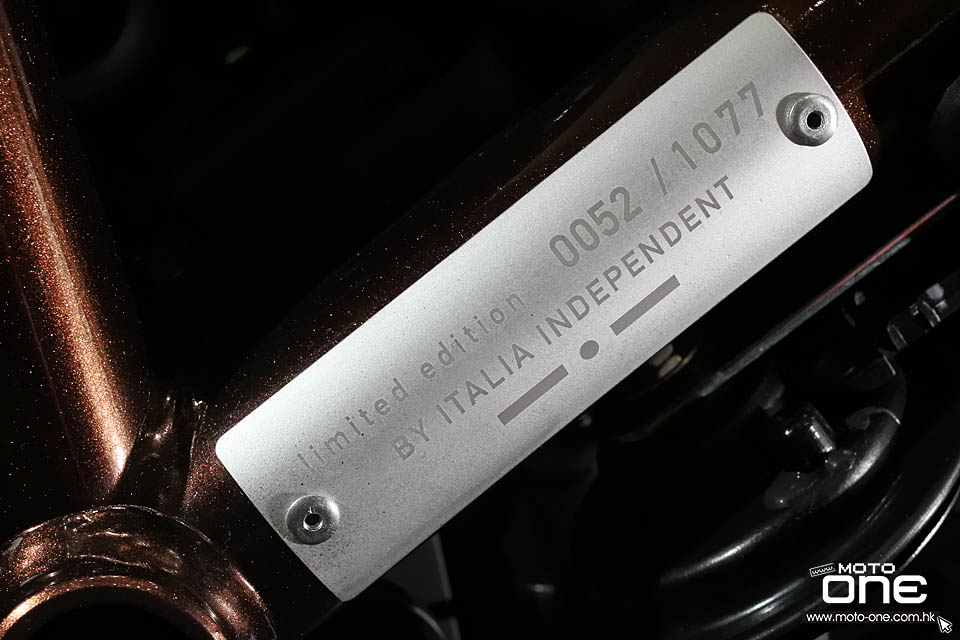 limited edition 0052 / 1077
BY ITALIA INDEPENDENT
www. MOTO
ONE
www.moto-one.com.hk